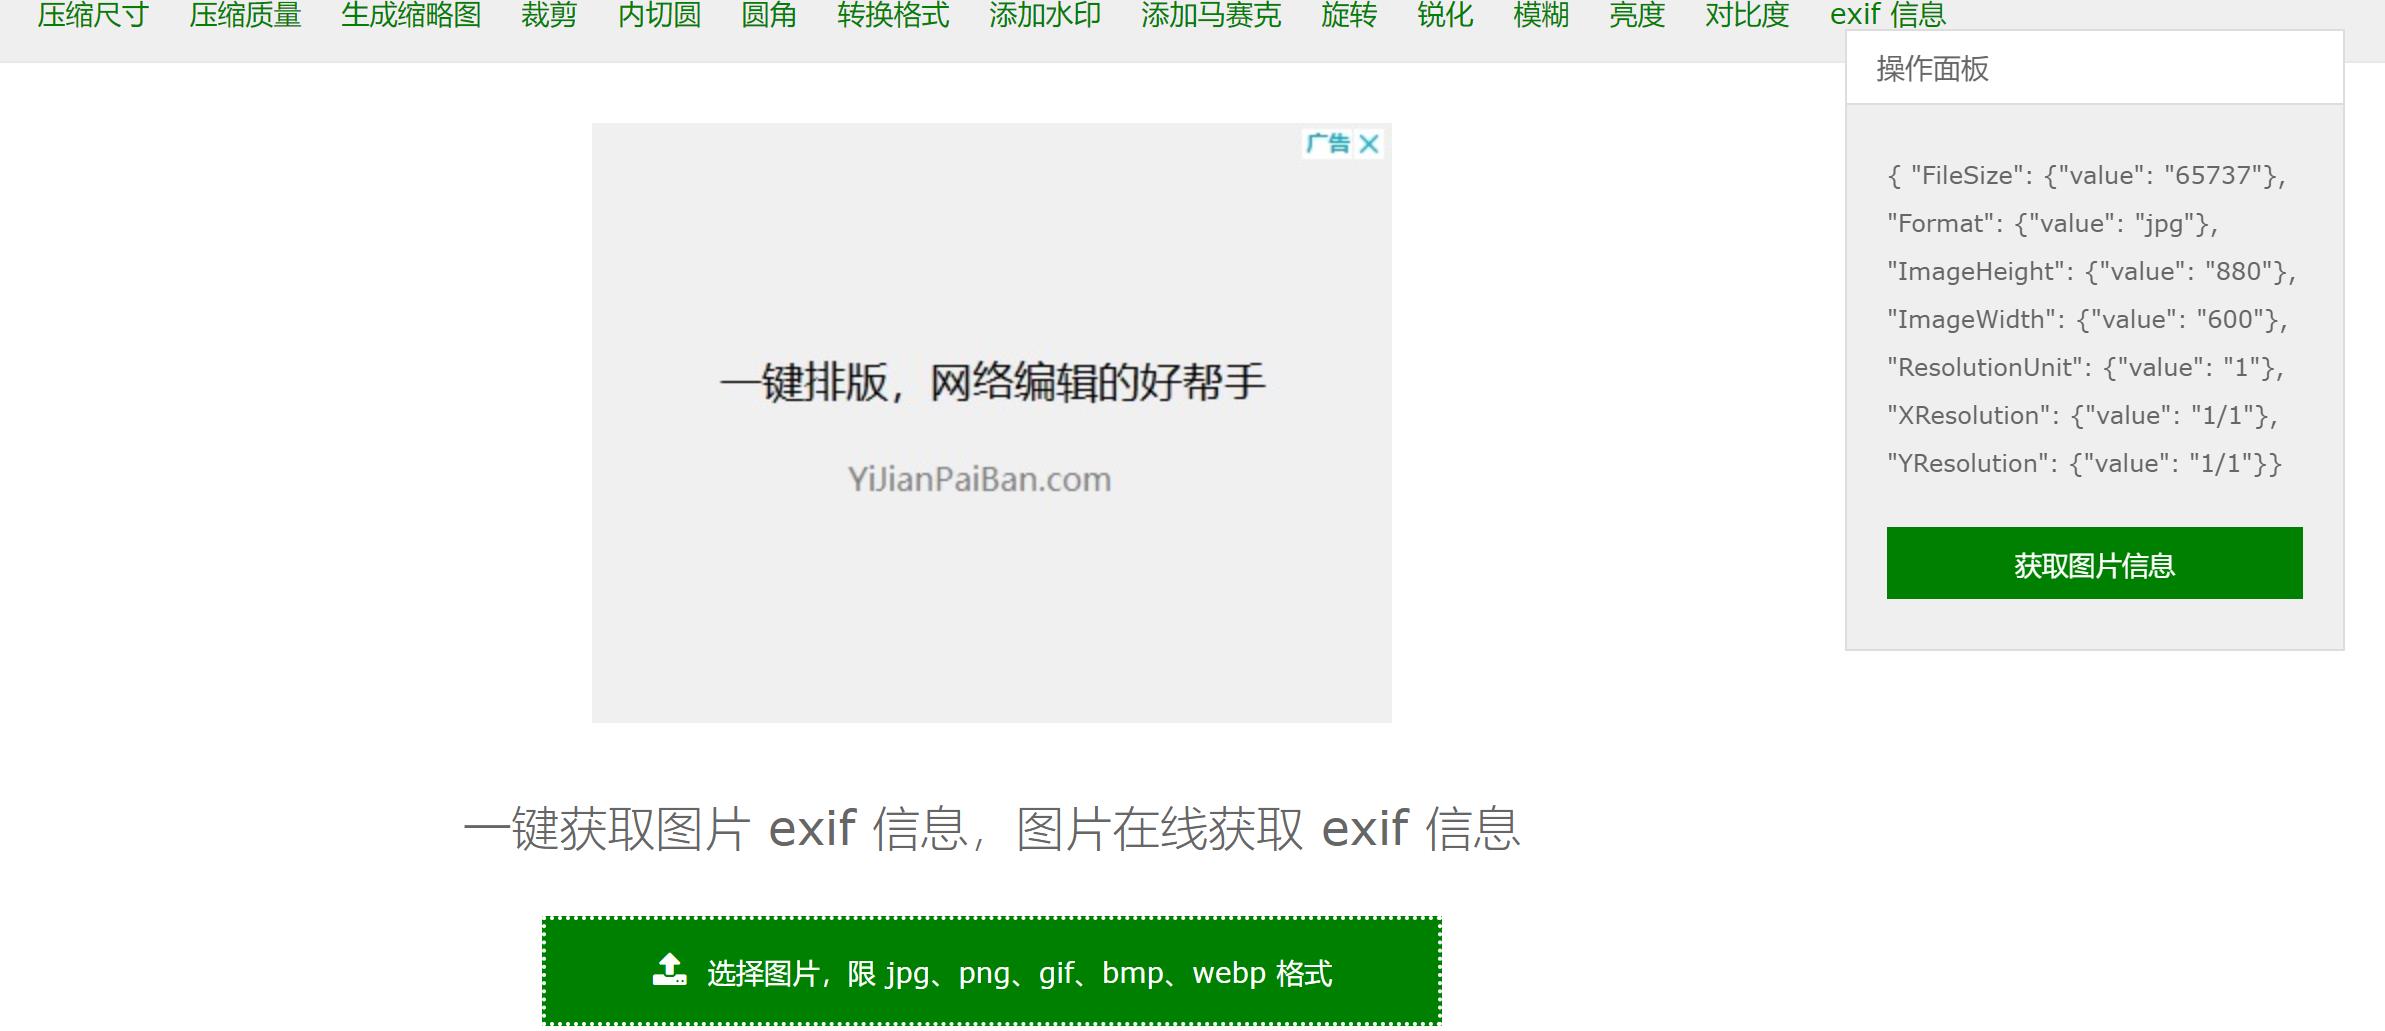 压缩尺寸 压缩质量 生成缩略图 裁剪 内切圆 圆角 转换格式 添加水印 添加马赛克 旋转 锐化 模糊 亮度 对比度 exif 信息
操作面板
{ "FileSize": {"value": "65737"},
"Format": {"value": "jpg"},
"ImageHeight": {"value": "880"},
"ImageWidth": {"value": "600"},
"ResolutionUnit": {"value": "1"},
"XResolution": {"value": "1/1"},
"YResolution": {"value": "1/1"}}
获取图片信息
广告
一键排版，网络编辑的好帮手
YiJianPaiBan.com
一键获取图片 exif 信息，图片在线获取 exif 信息
选择图片，限 jpg、png、gif、bmp、webp 格式